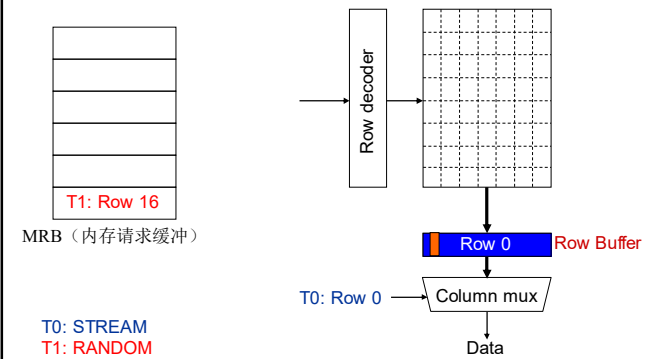 Row decoder
T1: Row 16
MRB（内存请求缓冲）
Row 0
Row Buffer
T0: Row 0
Column mux
T0: STREAM
T1: RANDOM
Data